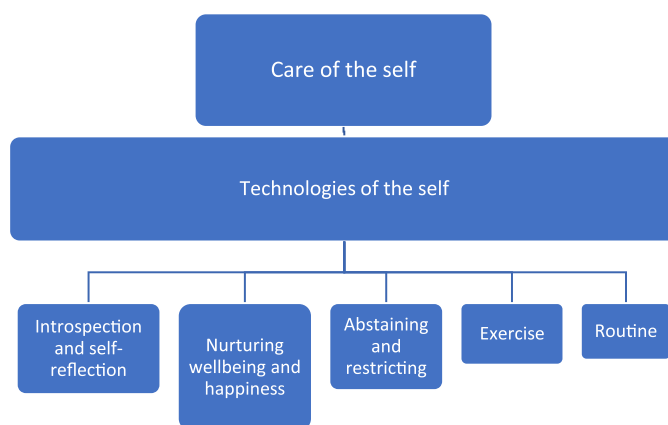 Care of the self
Technologies of the self
Introspection
and self-
reflection
Nurturing
wellbeing and
happiness
Abstaining
and
restricting
Exercise
Routine